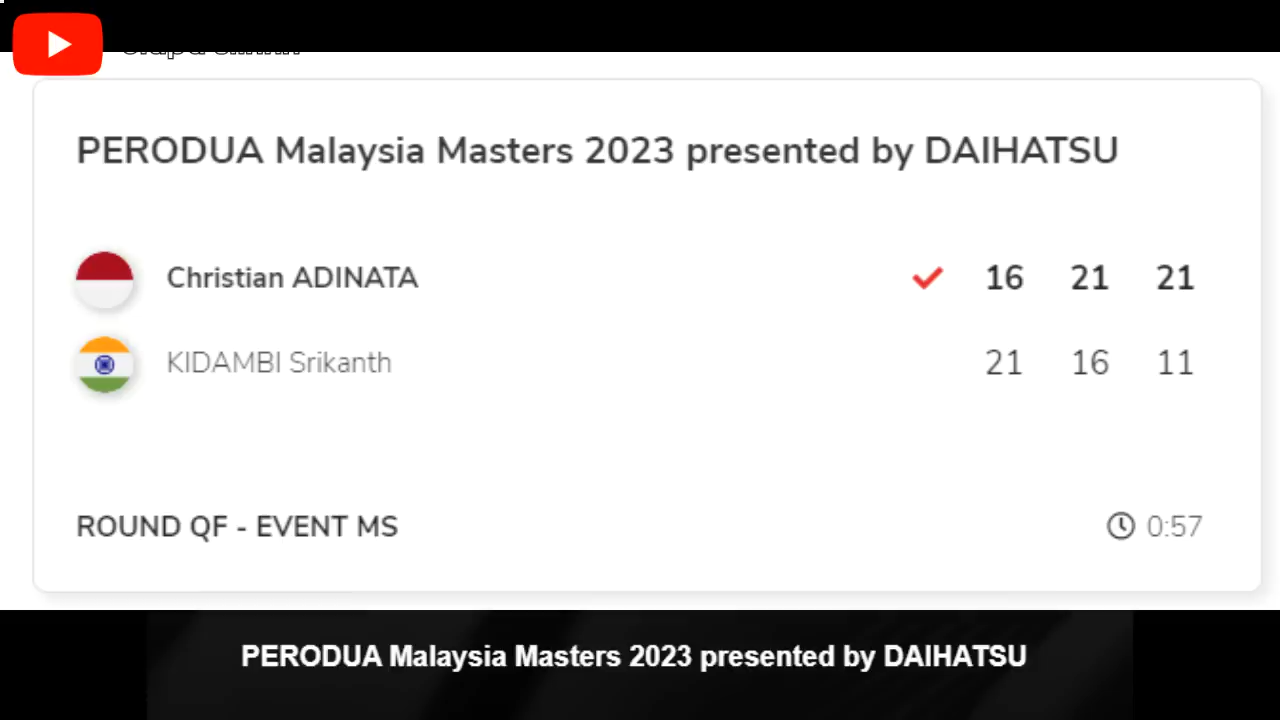 PERODUA Malaysia Masters 2023 presented by DAIHATSU
Christian ADINATA 16 21 21
KIDAMBI Srikanth 21 16 11
ROUND QF - EVENT MS 0:57
PERODUA Malaysia Masters 2023 presented by DAIHATSU